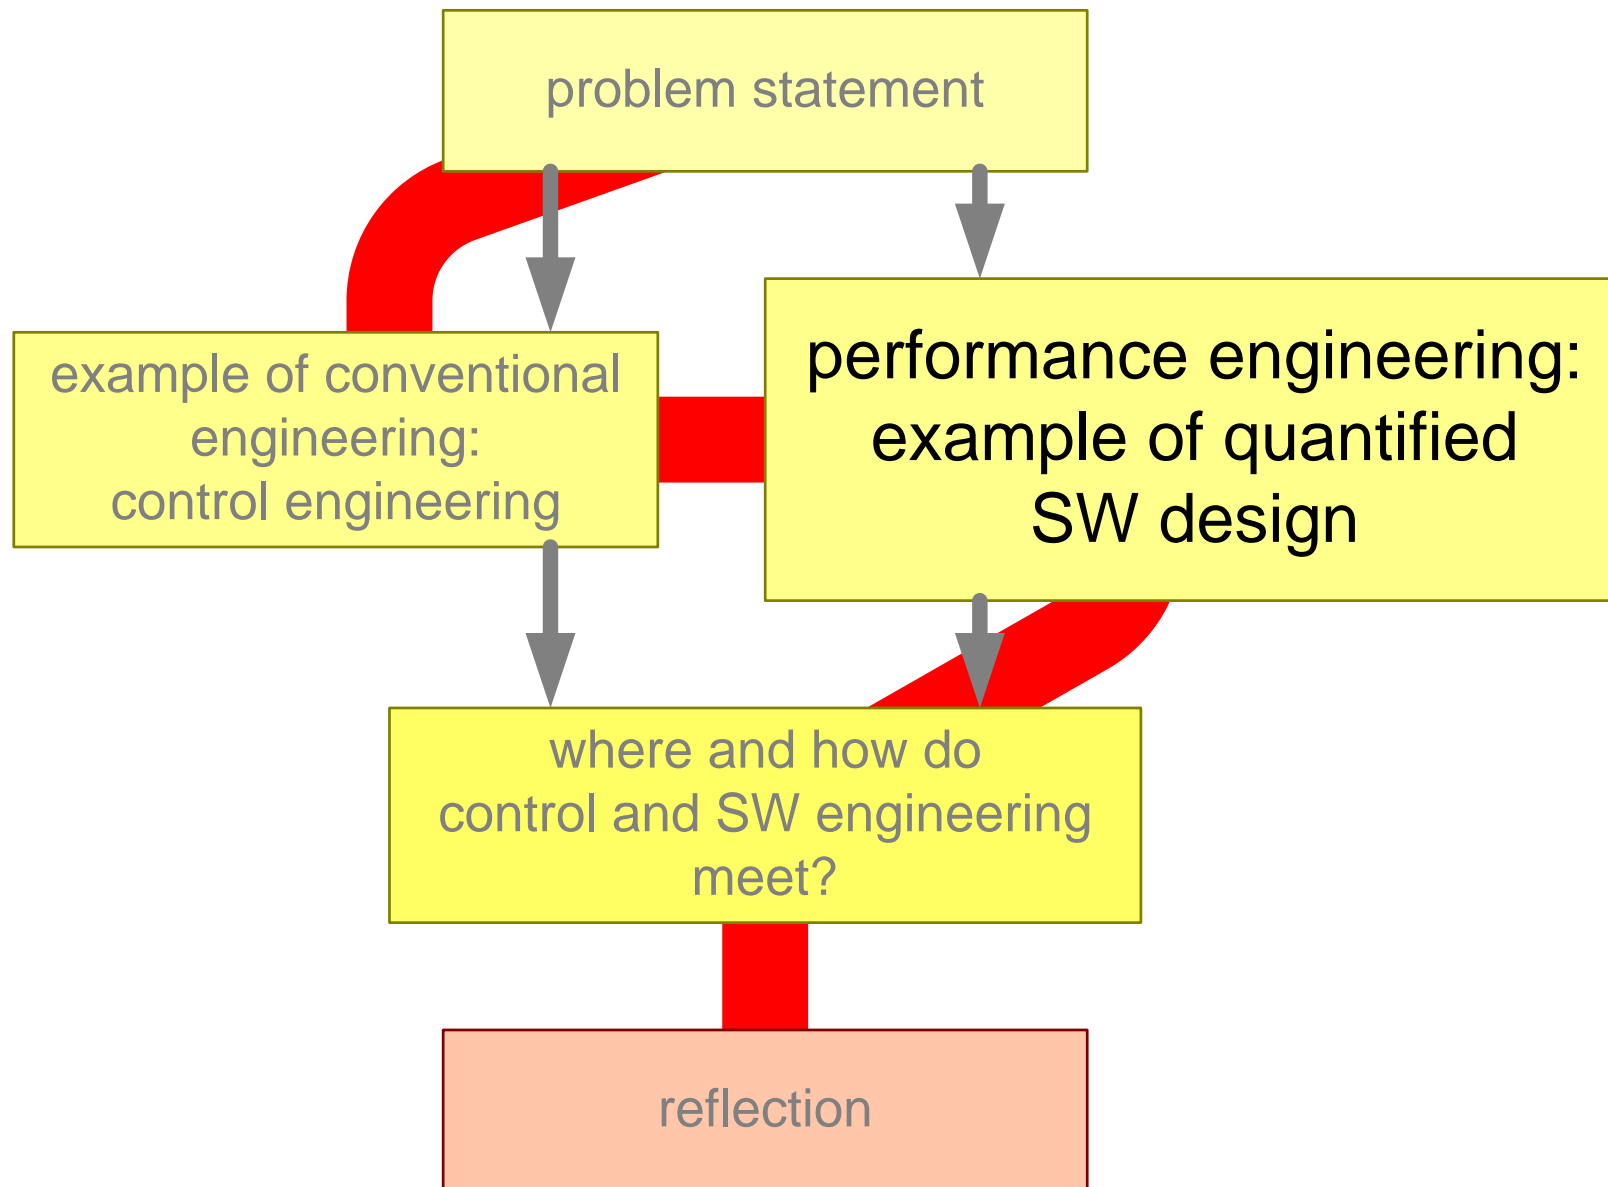 problem statement
example of conventional
engineering:
control engineering
performance engineering:
example of quantified
SW design
where and how do
control and SW engineering
meet?
reflection